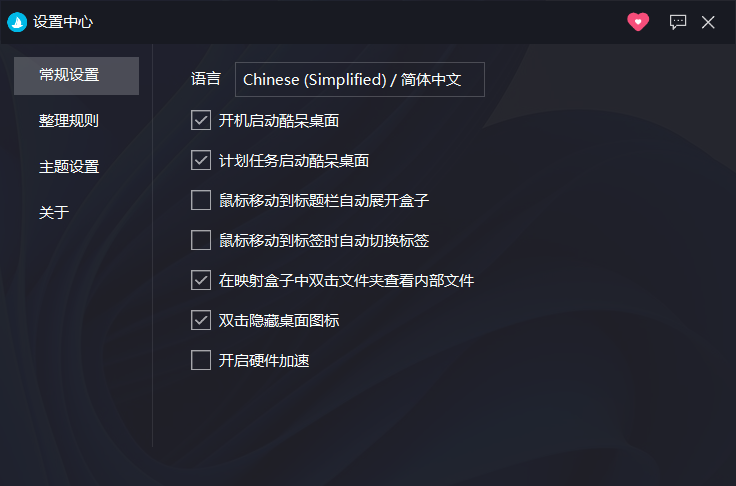 设置中心
常规设置
整理规则
主题设置
关于
语言 Chinese (Simplified) / 简体中文
开机启动酷呆桌面
计划任务启动酷呆桌面
鼠标移动到标题栏自动展开盒子
鼠标移动到标签时自动切换标签
在映射盒子中双击文件夹查看内部文件
双击隐藏桌面图标
开启硬件加速